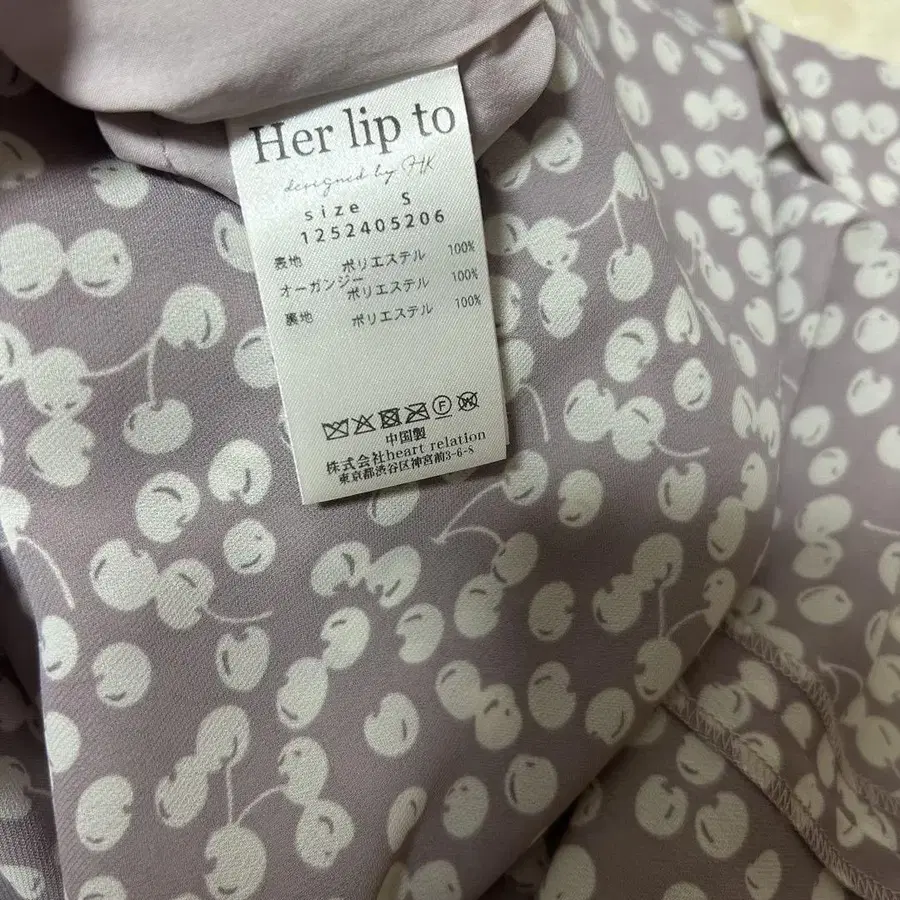 Her lip to
designed by HK
size S
1252405206
表地 ポリエステル 100%
オーガンジー ポリエステル 100%
裏地 ポリエステル 100%
F W
中国製
株式会社heart relation
東京都渋谷区神宮前3-6-8